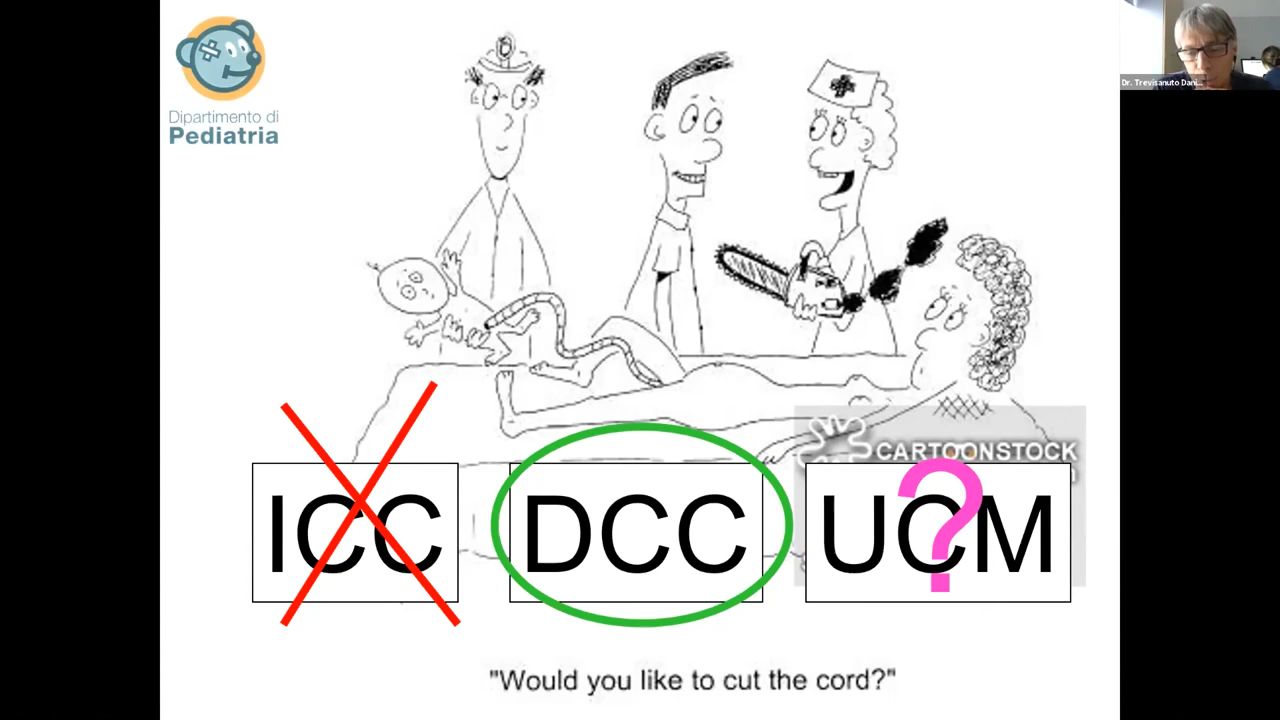 Dipartimento di
Pediatria
Dr. Trevisanuto Dani...
CARTOONSTOCK
ICC
DCC
UCM
?
"Would you like to cut the cord?"